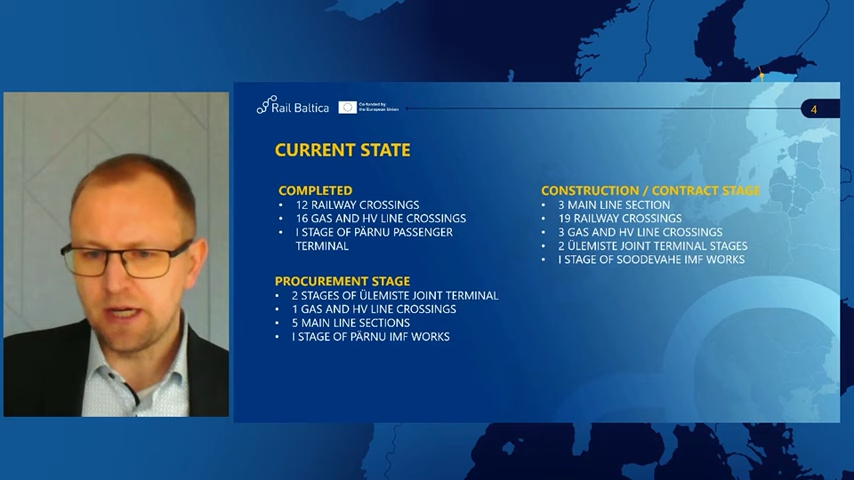 Rail Baltica
Co-funded by
the European Union
4
CURRENT STATE
COMPLETED
• 12 RAILWAY CROSSINGS
• 16 GAS AND HV LINE CROSSINGS
• I STAGE OF PÄRNU PASSENGER
TERMINAL
PROCUREMENT STAGE
• 2 STAGES OF ÜLEMISTE JOINT TERMINAL
• 1 GAS AND HV LINE CROSSINGS
• 5 MAIN LINE SECTIONS
• I STAGE OF PÄRNU IMF WORKS
CONSTRUCTION / CONTRACT STAGE
• 3 MAIN LINE SECTION
• 19 RAILWAY CROSSINGS
• 3 GAS AND HV LINE CROSSINGS
• 2 ÜLEMISTE JOINT TERMINAL STAGES
• I STAGE OF SOODEVAHE IMF WORKS